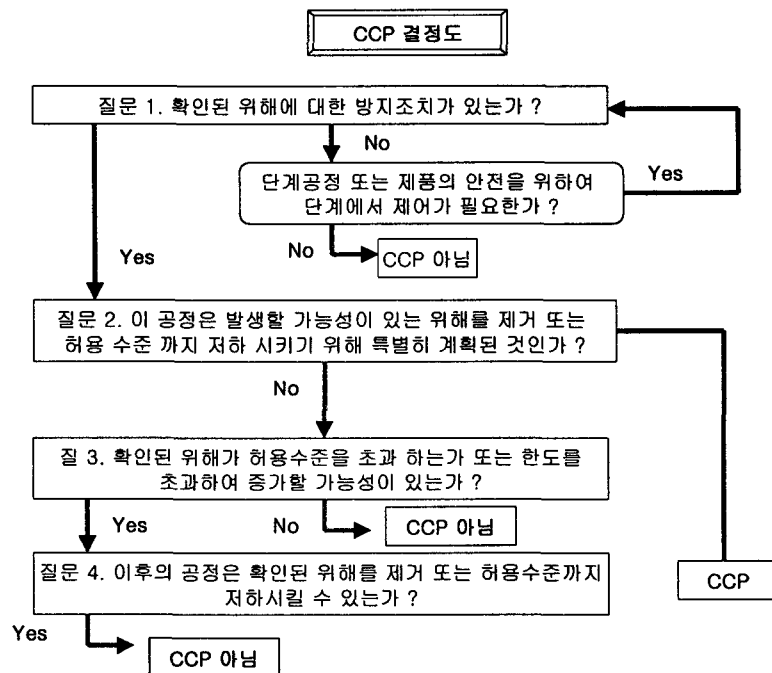 CCP 결정도
질문 1. 확인된 위해에 대한 방지조치가 있는가 ?
No
단계공정 또는 제품의 안전을 위하여
단계에서 제어가 필요한가 ?
Yes
Yes
No
CCP 아님
질문 2. 이 공정은 발생할 가능성이 있는 위해를 제거 또는
허용 수준 까지 저하 시키기 위해 특별히 계획된 것인가 ?
No
질 3. 확인된 위해가 허용수준을 초과 하는가 또는 한도를
초과하여 증가할 가능성이 있는가 ?
Yes
No
CCP 아님
질문 4. 이후의 공정은 확인된 위해를 제거 또는 허용수준까지
저하시킬 수 있는가 ?
CCP
Yes
CCP 아님